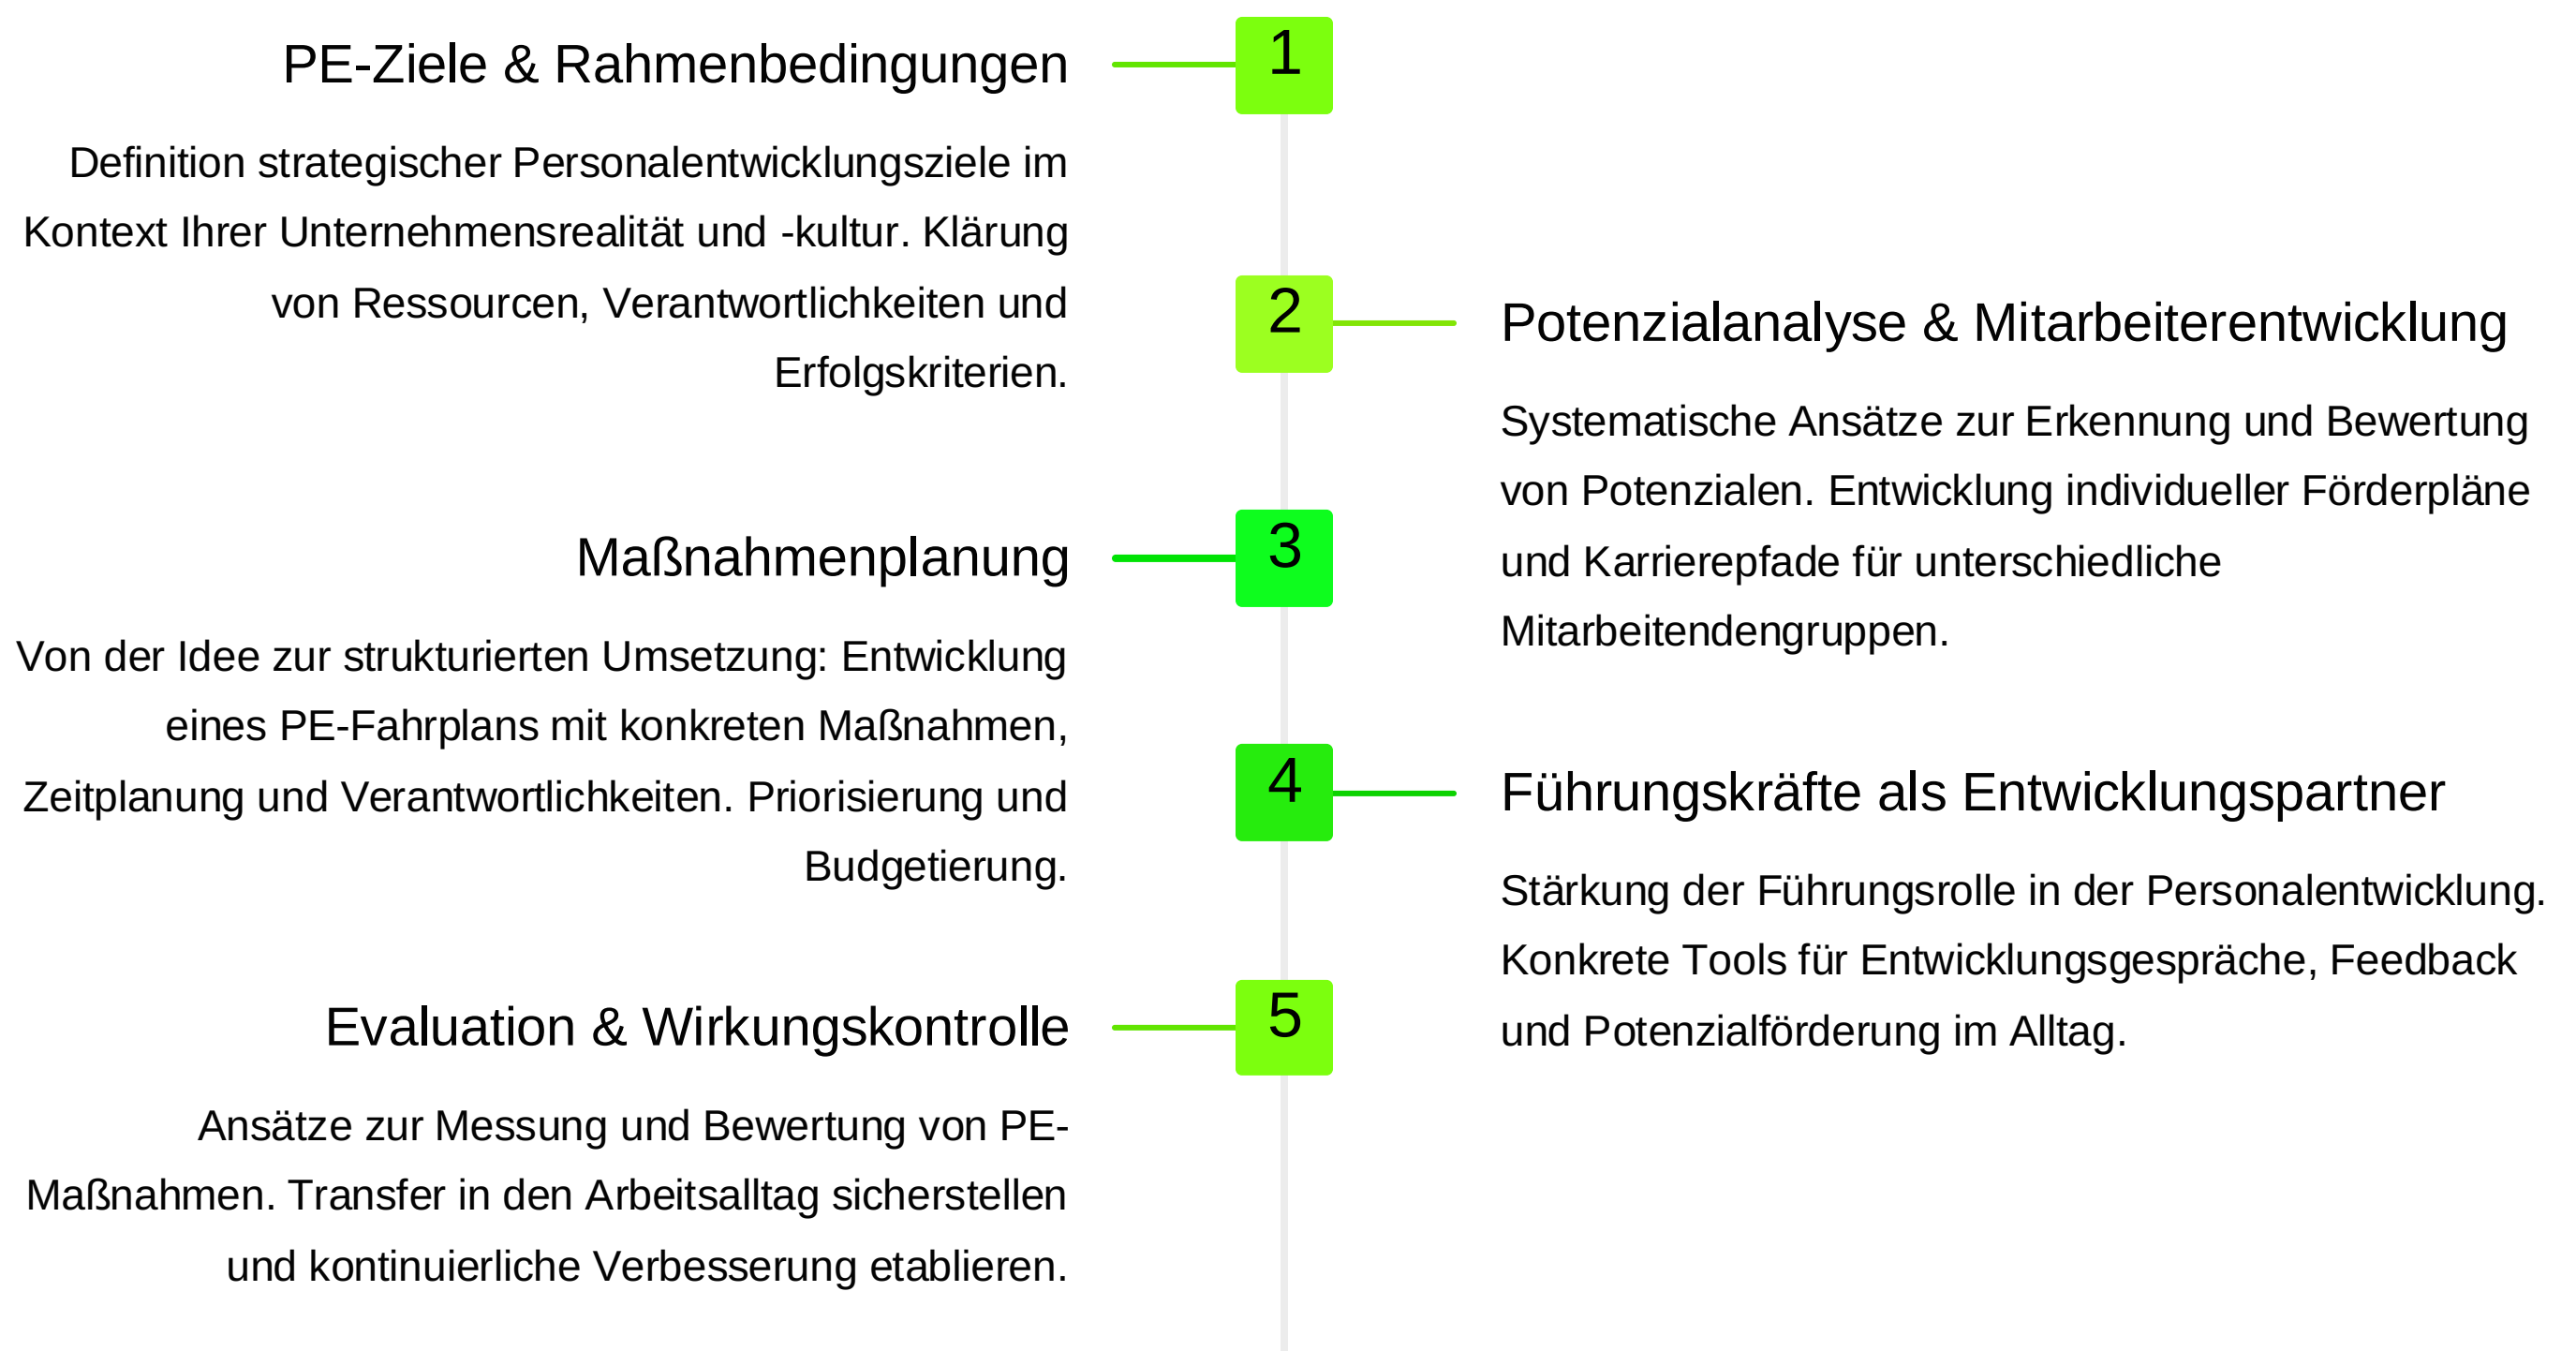 1
PE-Ziele & Rahmenbedingungen
Definition strategischer Personalentwicklungsziele im
Kontext Ihrer Unternehmensrealität und -kultur. Klärung
von Ressourcen, Verantwortlichkeiten und
Erfolgskriterien.
2
Potenzialanalyse & Mitarbeiterentwicklung
Systematische Ansätze zur Erkennung und Bewertung
von Potenzialen. Entwicklung individueller Förderpläne
und Karrierepfade für unterschiedliche
Mitarbeitendengruppen.
3
Maßnahmenplanung
Von der Idee zur strukturierten Umsetzung: Entwicklung
eines PE-Fahrplans mit konkreten Maßnahmen,
Zeitplanung und Verantwortlichkeiten. Priorisierung und
Budgetierung.
4
Führungskräfte als Entwicklungspartner
Stärkung der Führungsrolle in der Personalentwicklung.
Konkrete Tools für Entwicklungsgespräche, Feedback
und Potenzialförderung im Alltag.
5
Evaluation & Wirkungskontrolle
Ansätze zur Messung und Bewertung von PE-
Maßnahmen. Transfer in den Arbeitsalltag sicherstellen
und kontinuierliche Verbesserung etablieren.